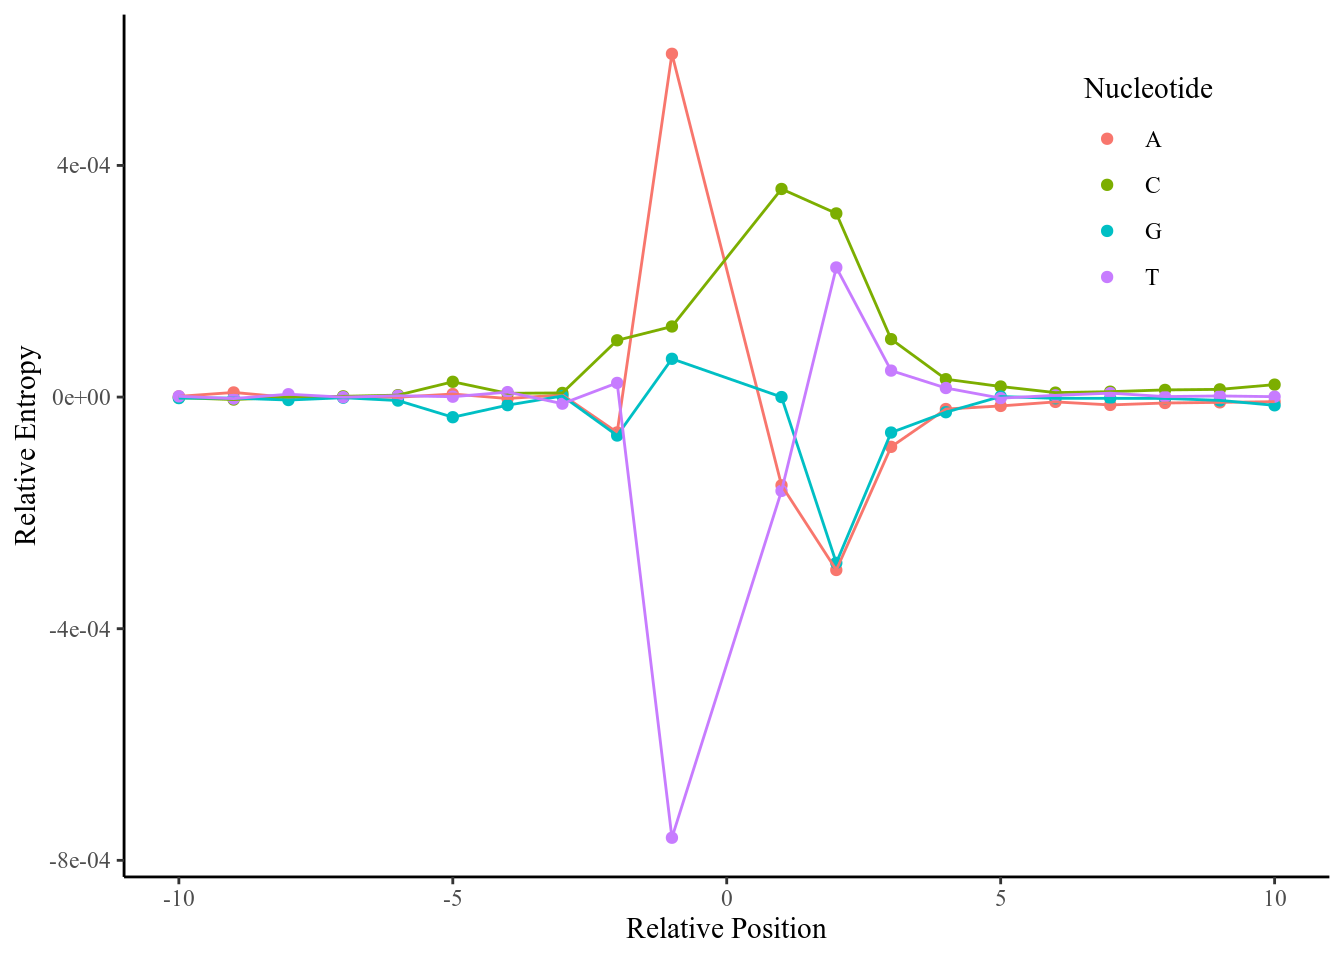 Nucleotide
A
C
G
T
4e-04
0e+00
-4e-04
-8e-04
Relative Entropy
-10
-5
0
5
10
Relative Position